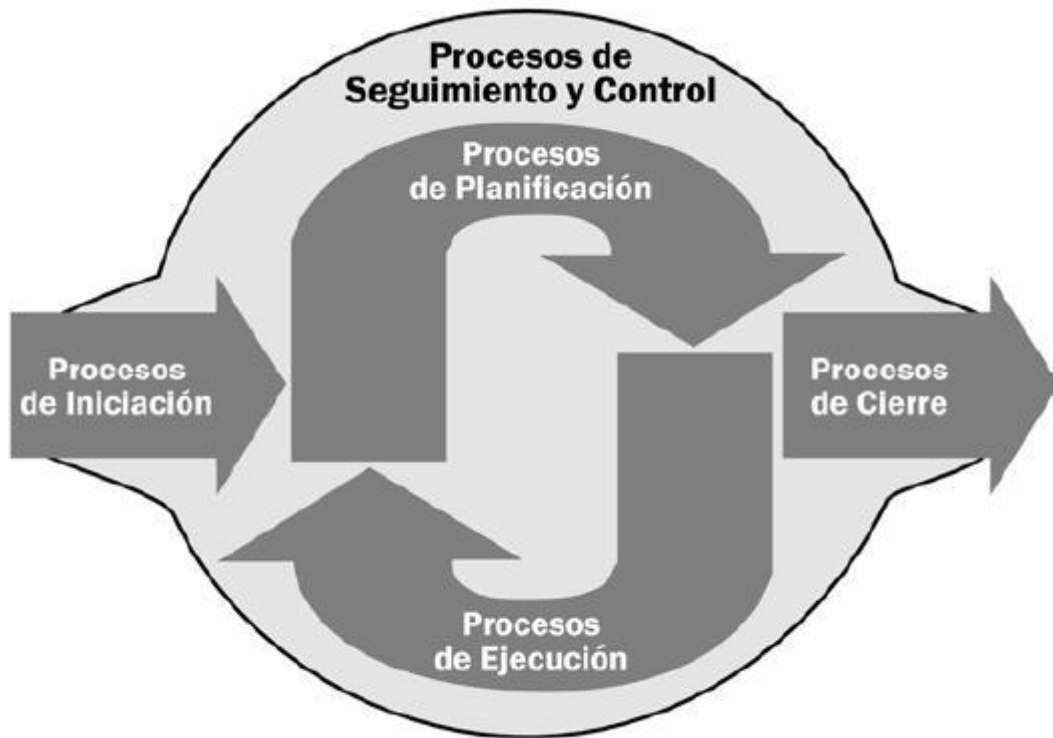 Procesos de
Seguimiento y Control
Procesos
de Planificación
Procesos
de Iniciación
Procesos
de Cierre
Procesos
de Ejecución